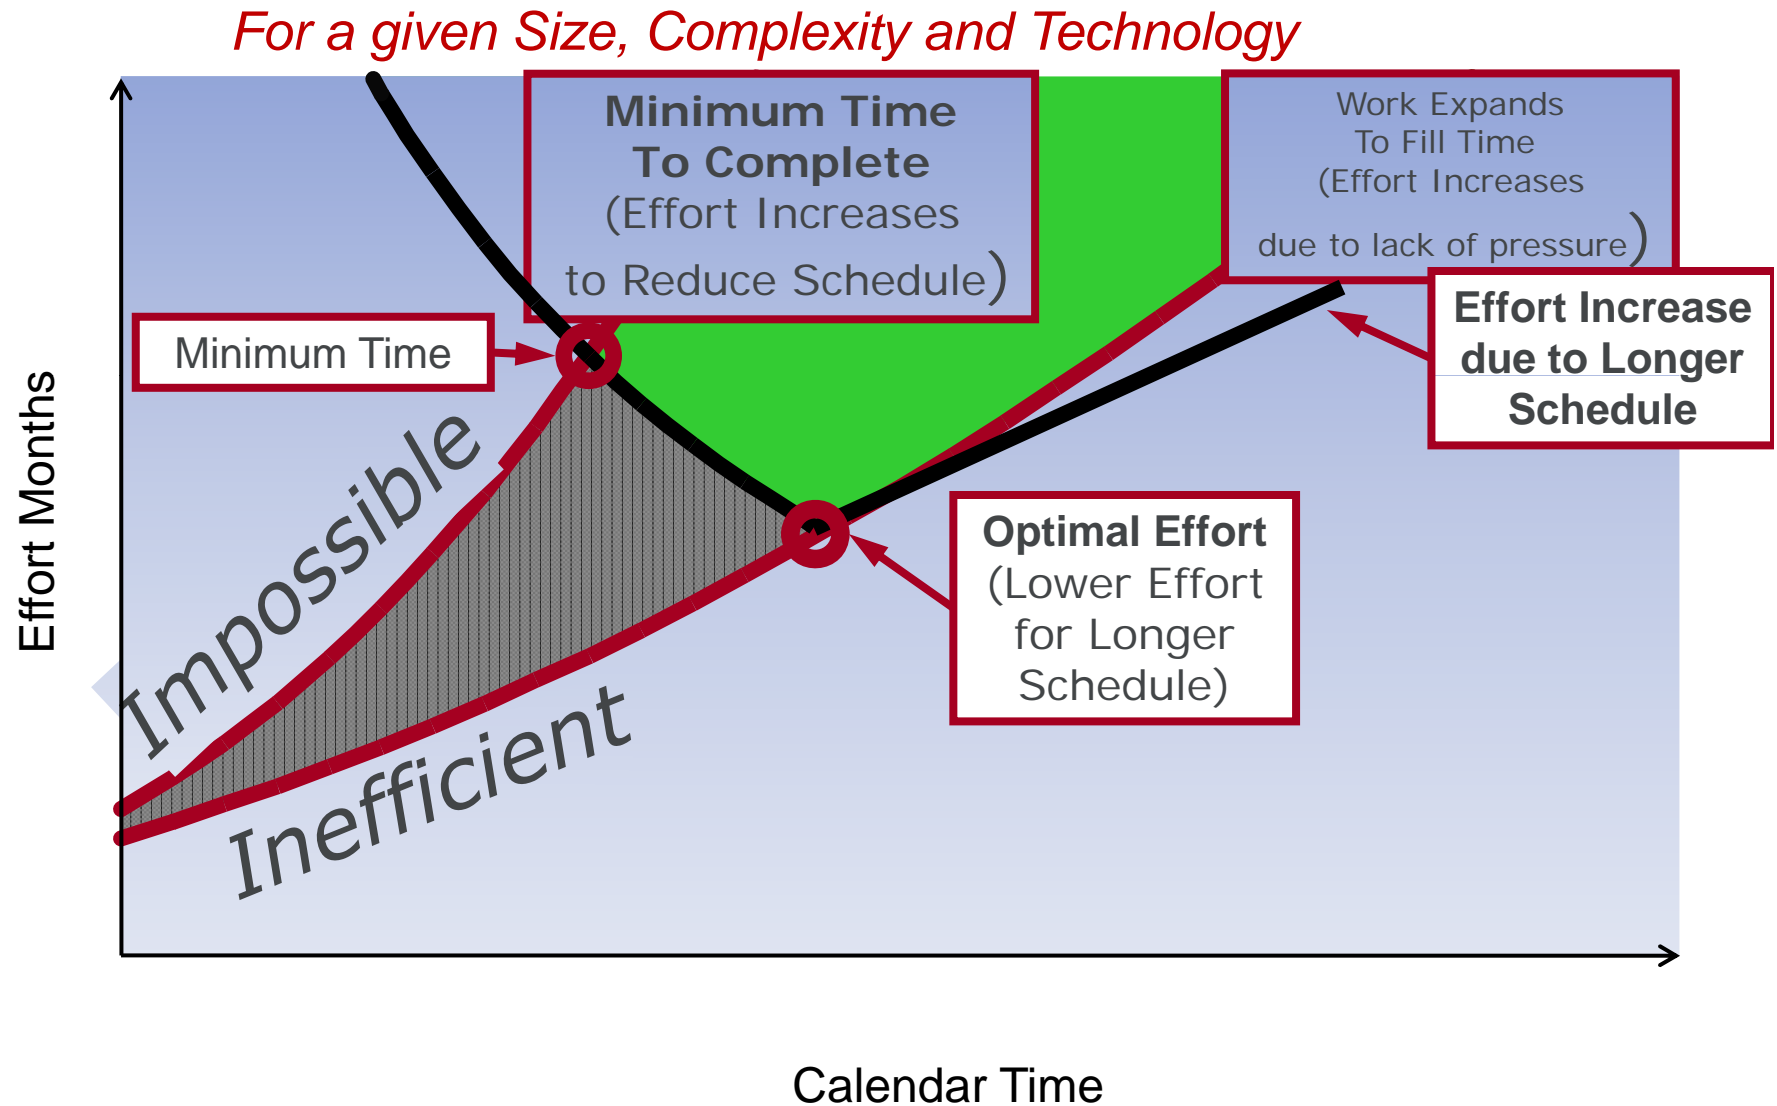 For a given Size, Complexity and Technology
Minimum Time
To Complete
(Effort Increases
to Reduce Schedule)
Work Expands
To Fill Time
(Effort Increases
due to lack of pressure)
Minimum Time
Effort Increase
due to Longer
Schedule
Effort Months
Impossible
Inefficient
Optimal Effort
(Lower Effort
for Longer
Schedule)
Calendar Time